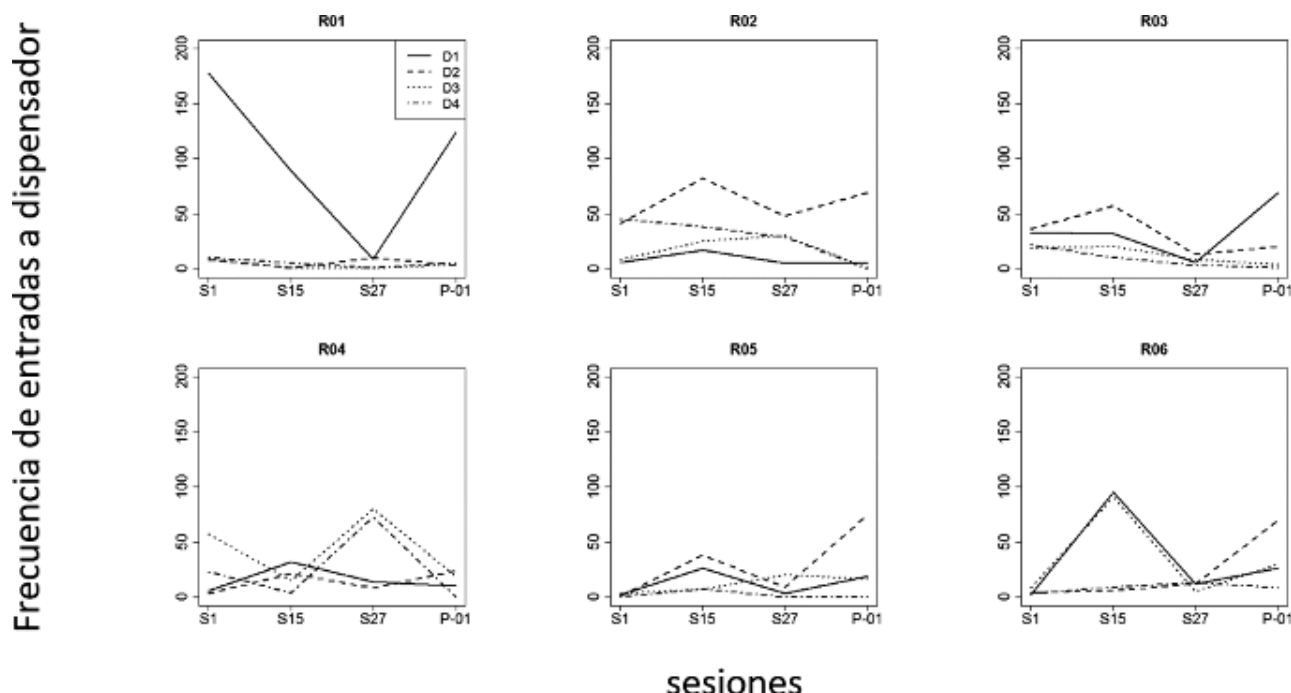 Frecuencia de entradas a dispensador
R01
200
150
100
50
0
S1 S15 S27 P-01
D1
D2
D3
D4
R02
200
150
100
50
0
S1 S15 S27 P-01
R03
200
150
100
50
0
S1 S15 S27 P-01
R04
200
150
100
50
0
S1 S15 S27 P-01
R05
200
150
100
50
0
S1 S15 S27 P-01
R06
200
150
100
50
0
S1 S15 S27 P-01
sesiones